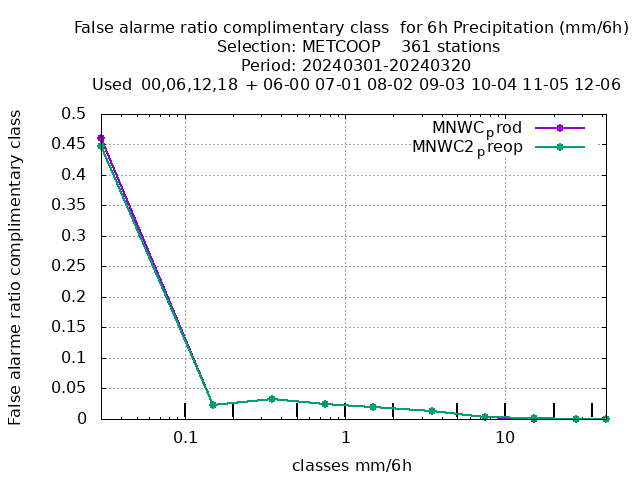 False alarme ratio complimentary class  for 6h Precipitation (mm/6h)
Selection: METCOOP    361 stations
Period: 20240301-20240320
Used  00,06,12,18  + 06-00 07-01 08-02 09-03 10-04 11-05 12-06
False alarme ratio complimentary class
0.5
0.45
0.4
0.35
0.3
0.25
0.2
0.15
0.1
0.05
0
MNWC_prod
MNWC2_preop
0.1
1
10
classes mm/6h